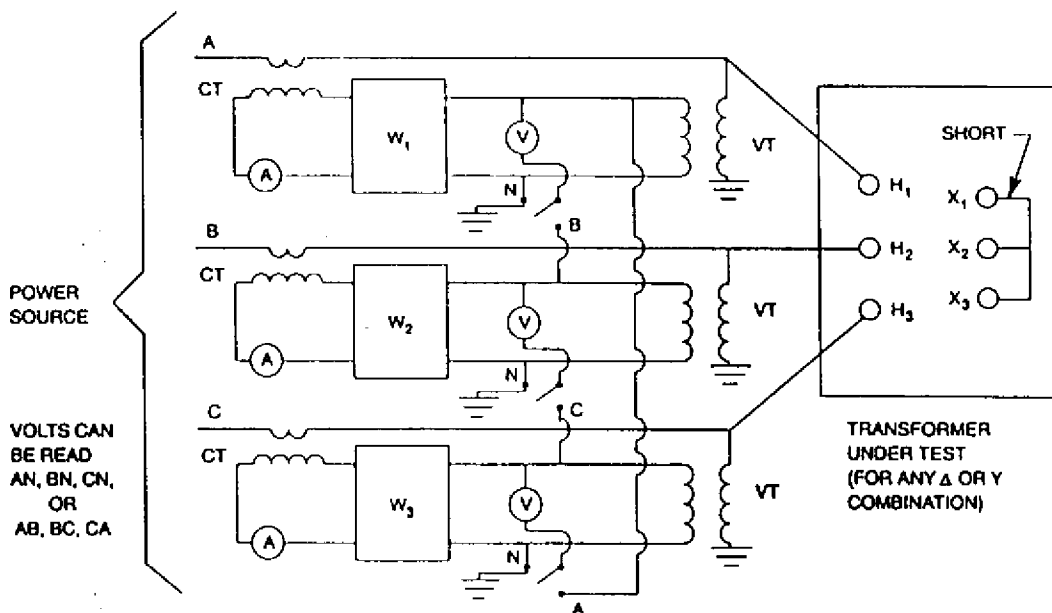 A
CT
W₁
V
A
N
VT
SHORT
H₁
X₁
B
B
H₂
X₂
CT
H₃
X₃
POWER
SOURCE
W₂
V
VT
A
N
C
C
VOLTS CAN
BE READ
AN, BN, CN,
OR
AB, BC, CA
CT
W₃
V
VT
A
N
A
TRANSFORMER
UNDER TEST
(FOR ANY Δ OR Y
COMBINATION)